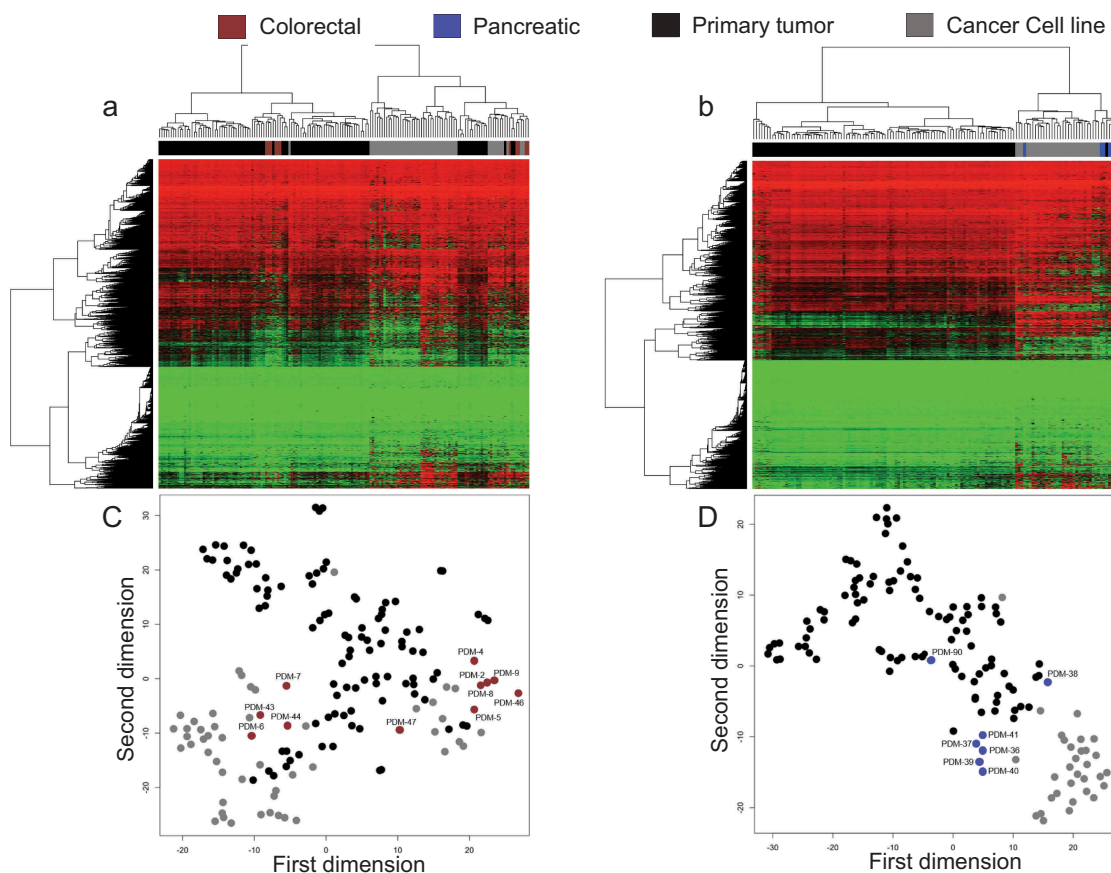 Colorectal Pancreatic Primary tumor Cancer Cell line
a
b
C
Second dimension
30
20
10
0
-10
-20
PDM-4
PDM-2
PDM-9
PDM-7
PDM-8
PDM-46
PDM-43
PDM-5
PDM-44
PDM-47
PDM-6
-20 -10 0 10 20
First dimension
D
Second dimension
20
10
0
-10
-20
PDM-90
PDM-38
PDM-41
PDM-37
PDM-36
PDM-39
PDM-40
-30 -20 -10 0 10 20
First dimension